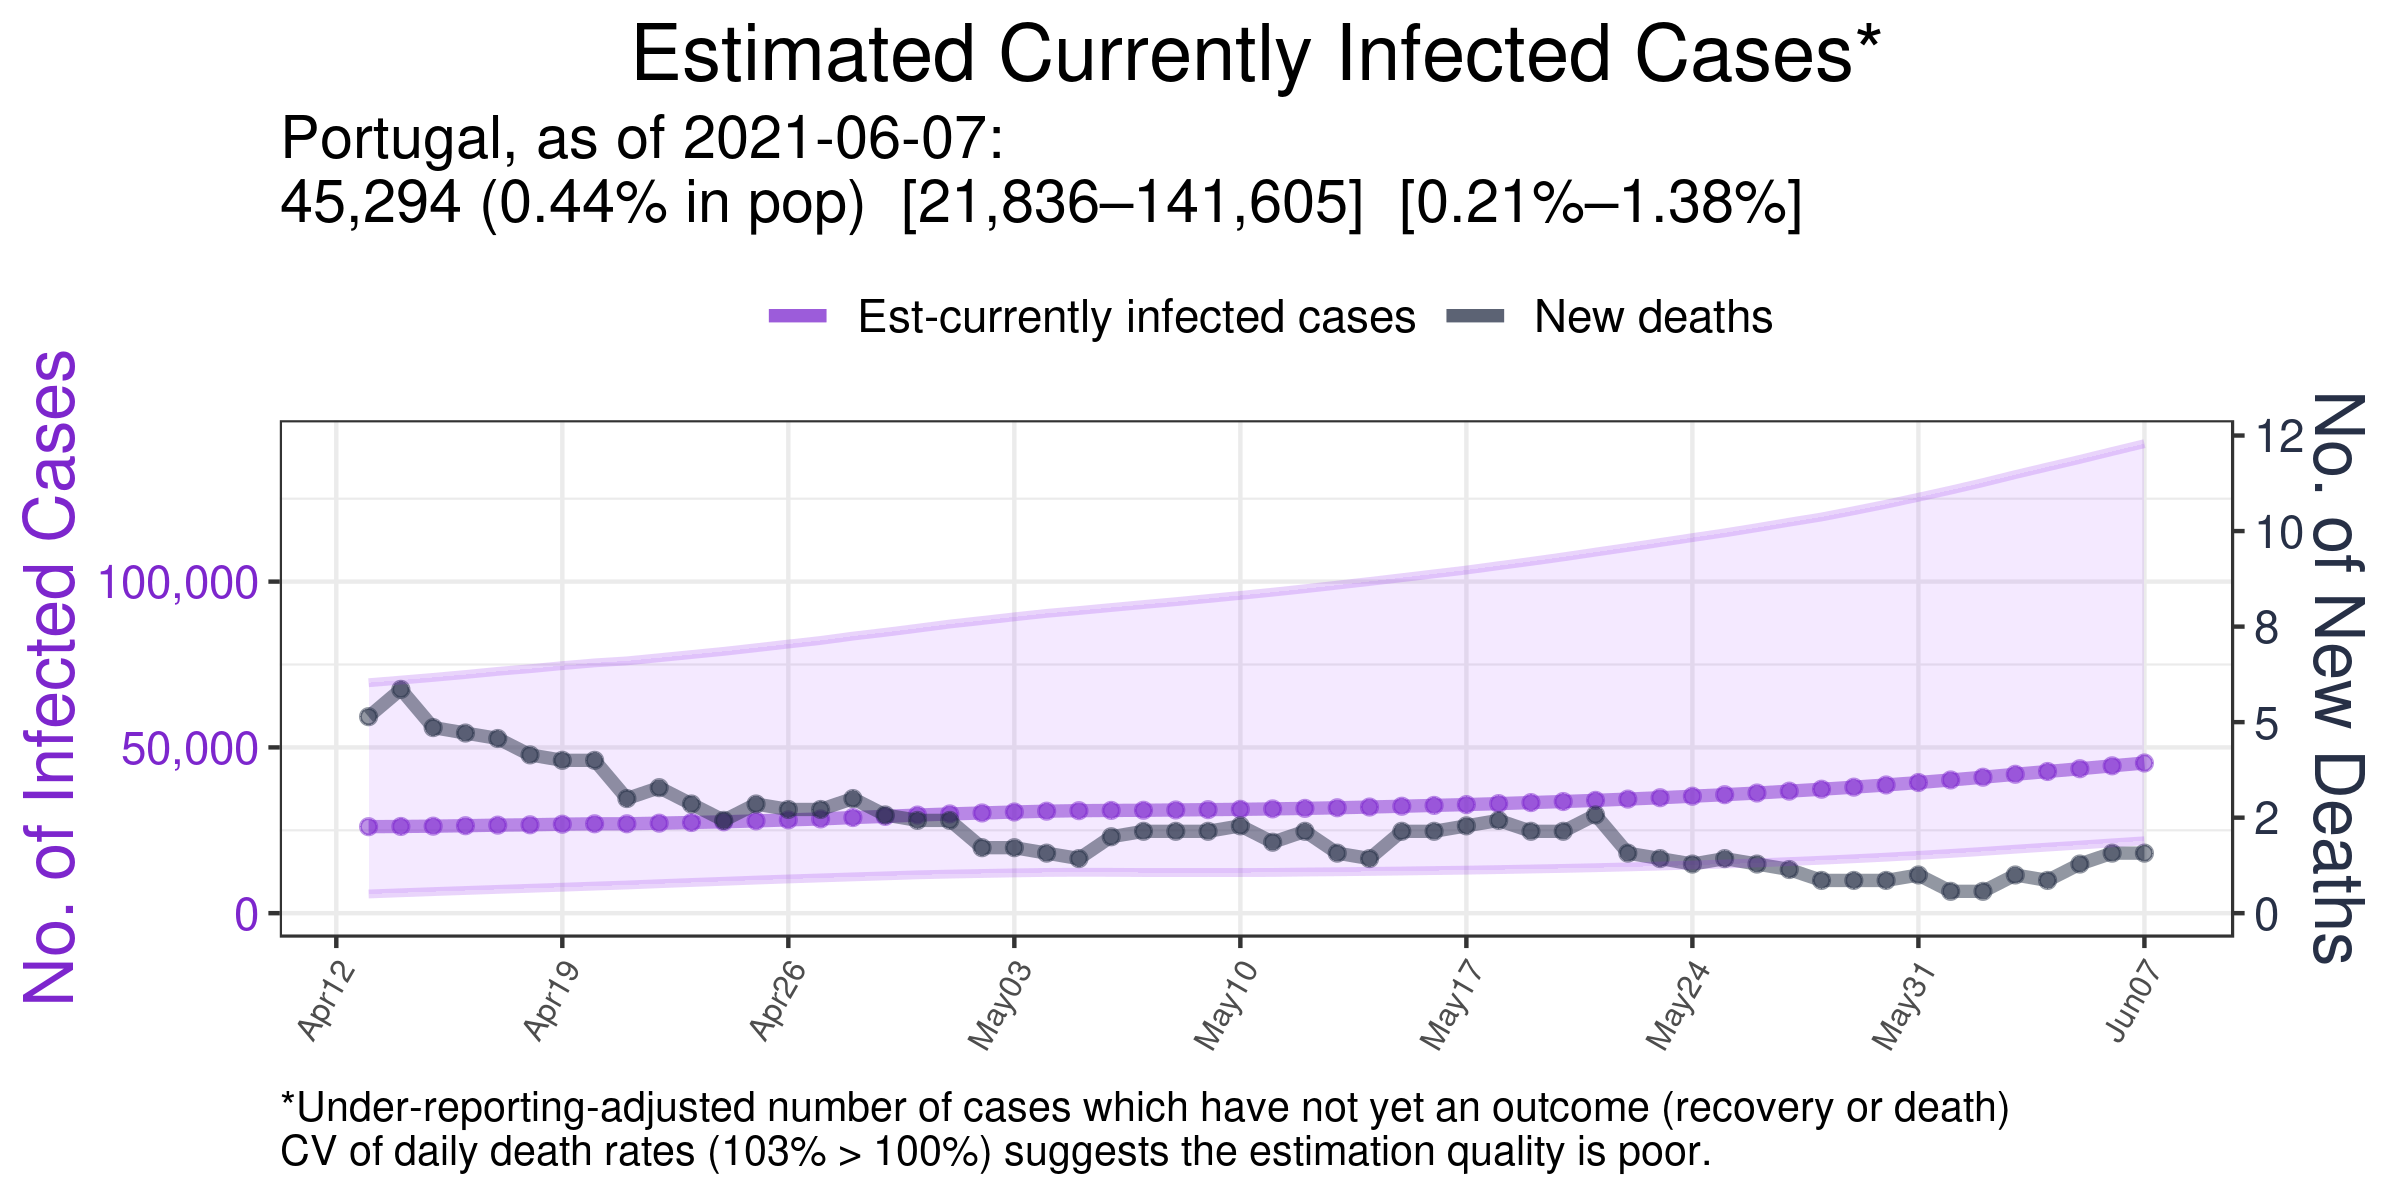 Estimated Currently Infected Cases*
Portugal, as of 2021-06-07:
45,294 (0.44% in pop) [21,836–141,605] [0.21%–1.38%]
Est-currently infected cases
New deaths
No. of Infected Cases
100,000
50,000
0
12
10
8
5
2
0
No. of New Deaths
Apr12
Apr19
Apr26
May03
May10
May17
May24
May31
Jun07
*Under-reporting-adjusted number of cases which have not yet an outcome (recovery or death)
CV of daily death rates (103% > 100%) suggests the estimation quality is poor.